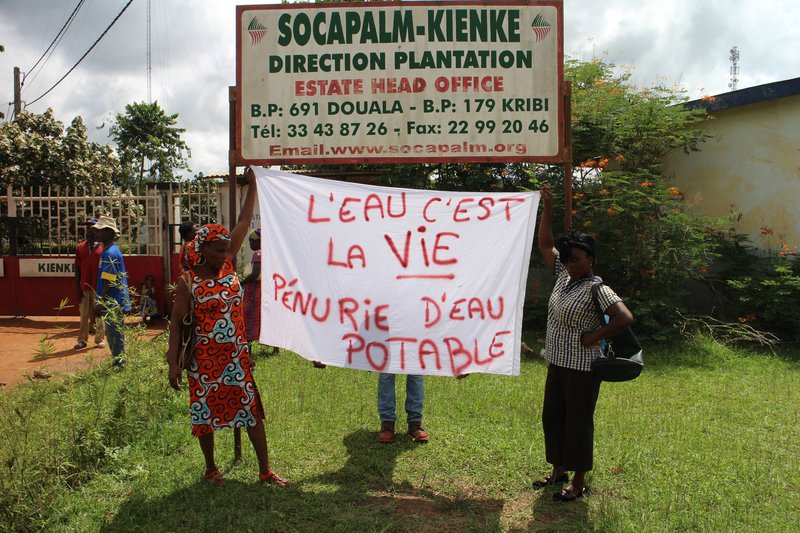 SOCAPALM-KIENKE
DIRECTION PLANTATION
ESTATE HEAD OFFICE
B.P: 691 DOUALA - B.P: 179 KRIBI
Tél: 33 43 87 26 - Fax: 22 99 20 46
Email.www.socapalm.org
L'EAU C'EST
LA VIE
PÉNURIE D'EAU
POTABLE
KIENKE